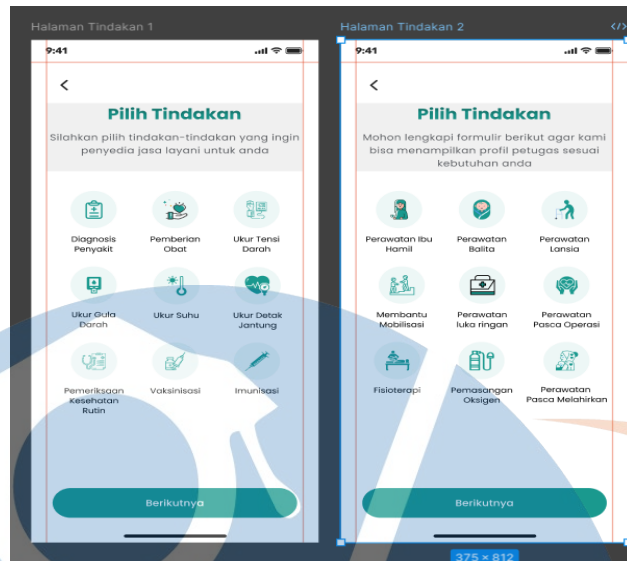 Halaman Tindakan 1
9:41
Pilih Tindakan
Silahkan pilih tindakan-tindakan yang ingin
penyedia jasa layani untuk anda
Diagnosis
Penyakit
Pemberian
Obat
Ukur Tensi
Darah
Ukur Gula
Darah
Ukur Suhu
Ukur Detak
Jantung
Pemeriksaan
Kesehatan
Rutin
Vaksinisasi
Imunisasi
Berikutnya
Halaman Tindakan 2
</>
9:41
Pilih Tindakan
Mohon lengkapi formulir berikut agar kami
bisa menampilkan profil petugas sesuai
kebutuhan anda
Perawatan Ibu
Hamil
Perawatan
Balita
Perawatan
Lansia
Membantu
Mobilisasi
Perawatan
luka ringan
Perawatan
Pasca Operasi
Fisioterapi
Pemasangan
Oksigen
Perawatan
Pasca Melahirkan
Berikutnya
375 × 812